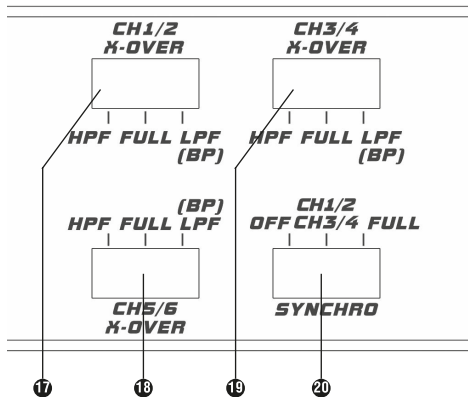 CH1/2
X-OVER
HPF FULL LPF
(BP)
CH3/4
X-OVER
HPF FULL LPF
(BP)
(BP)
HPF FULL LPF
CH5/6
X-OVER
CH1/2
OFF CH3/4 FULL
SYNCHRO
17 18 19 20